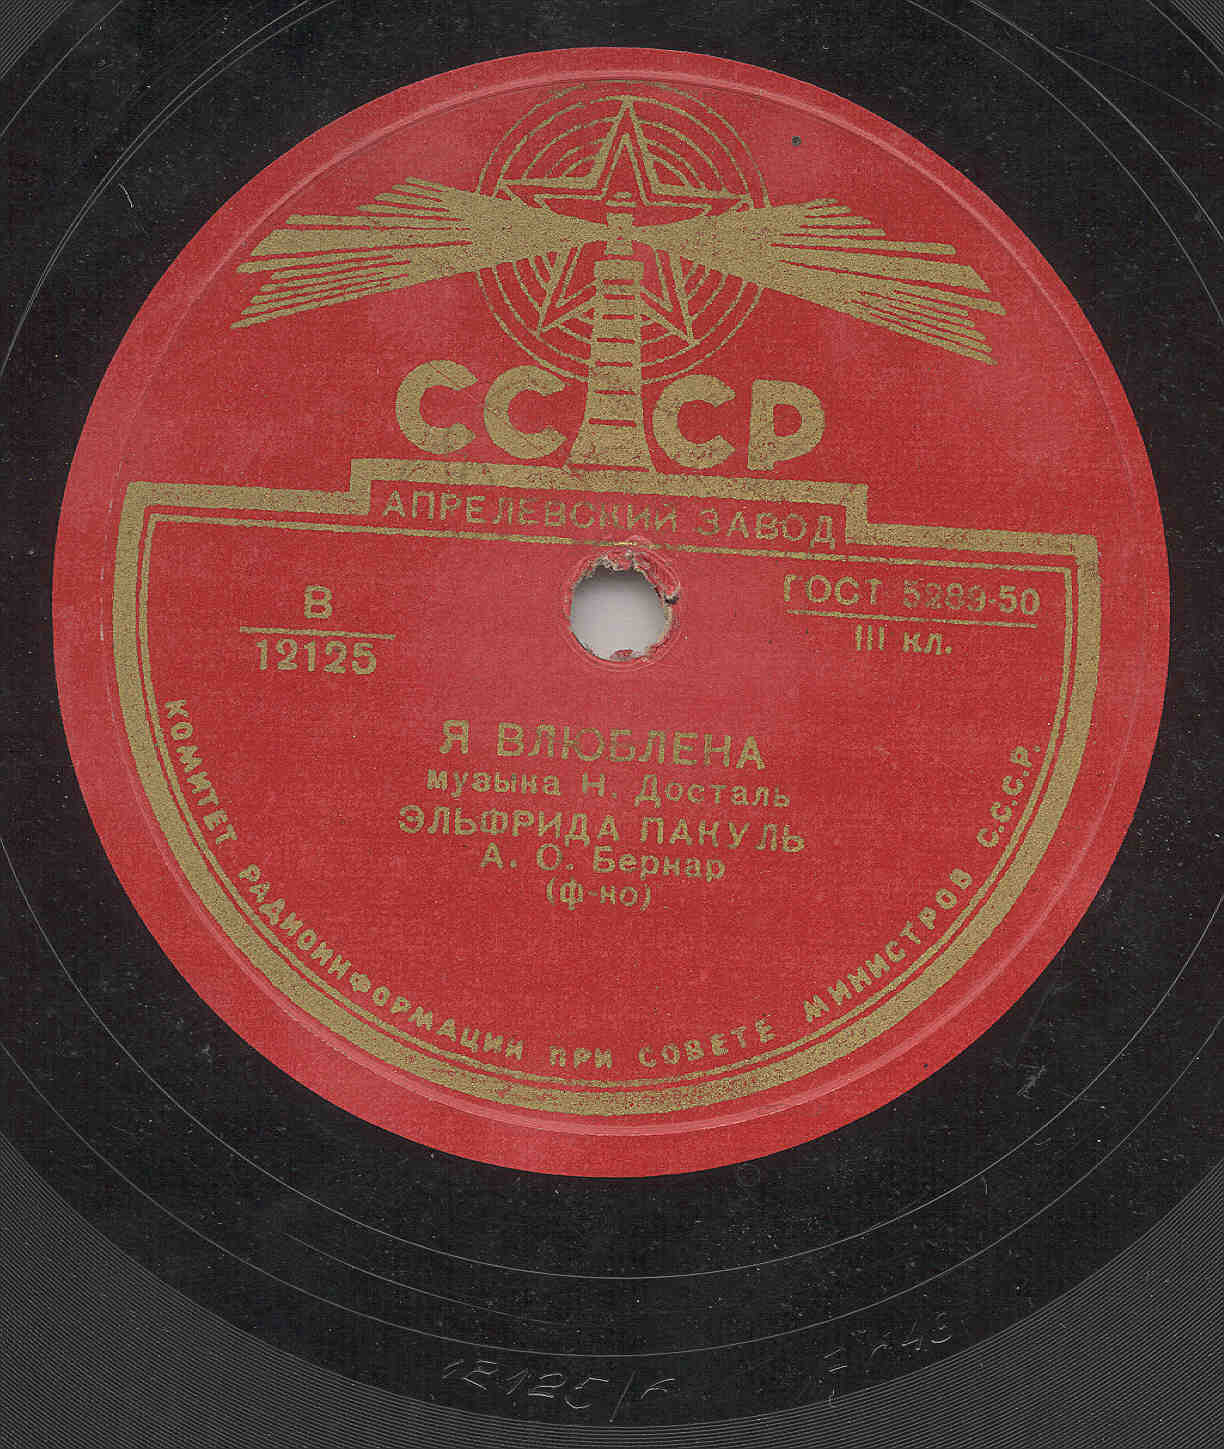 СССР
АПРЕЛЕВСКИЙ ЗАВОД
В
12125
ГОСТ 5289-50
III кл.
Я ВЛЮБЛЕНА
музыка Н. Досталь
ЭЛЬФРИДА ПАКУЛЬ
А. О. Бернар
(ф-но)
КОМИТЕТ РАДИОИНФОРМАЦИИ ПРИ СОВЕТЕ МИНИСТРОВ С.С.С.Р.